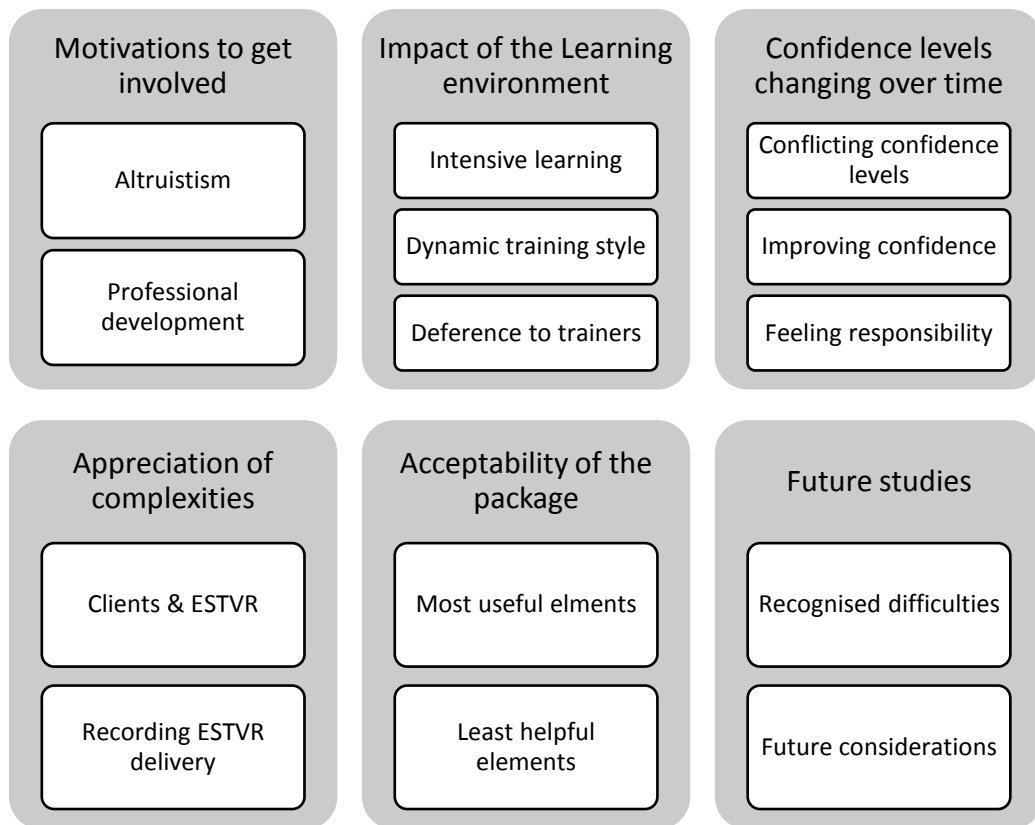 Motivations to get
involved
Altruistism
Professional
development
Impact of the Learning
environment
Intensive learning
Dynamic training style
Deference to trainers
Confidence levels
changing over time
Conflicting confidence
levels
Improving confidence
Feeling responsibility
Appreciation of
complexities
Clients & ESTVR
Recording ESTVR
delivery
Acceptability of the
package
Most useful elments
Least helpful
elements
Future studies
Recognised difficulties
Future considerations